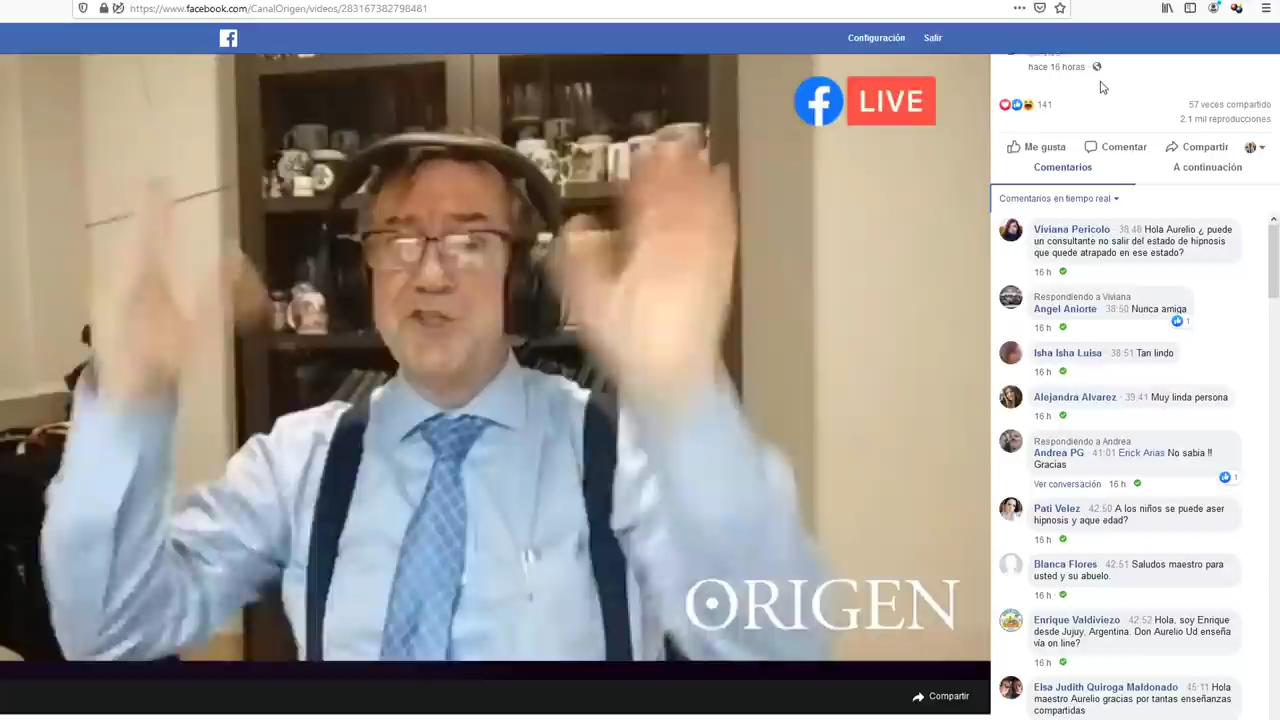 https://www.facebook.com/CanalOrigen/videos/283167382798481
Configuración
Salir
LIVE
ORIGEN
Compartir
hace 16 horas
141
57 veces compartido
2.1 mil reproducciones
Me gusta
Comentar
Compartir
Comentarios
A continuación
Comentarios en tiempo real
Viviana Pericolo · 38:48 Hola Aurelio ¿ puede
un consultante no salir del estado de hipnosis
que quede atrapado en ese estado?
16 h
Respondiendo a Viviana
Angel Aniorte · 38:50 Nunca amiga
1
16 h
Isha Isha Luisa · 38:51 Tan lindo
16 h
Alejandra Alvarez · 39:41 Muy linda persona
16 h
Respondiendo a Andrea
Andrea PG · 41:01 Erick Arias No sabia !!
Gracias
1
Ver conversación 16 h
Pati Velez · 42:50 A los niños se puede aser
hipnosis y aque edad?
16 h
Blanca Flores · 42:51 Saludos maestro para
usted y su abuelo.
16 h
Enrique Valdiviezo · 42:52 Hola, soy Enrique
desde Jujuy, Argentina. Don Aurelio Ud enseña
vía on line?
16 h
Elsa Judith Quiroga Maldonado · 45:11 Hola
maestro Aurelio gracias por tantas enseñanzas
compartidas